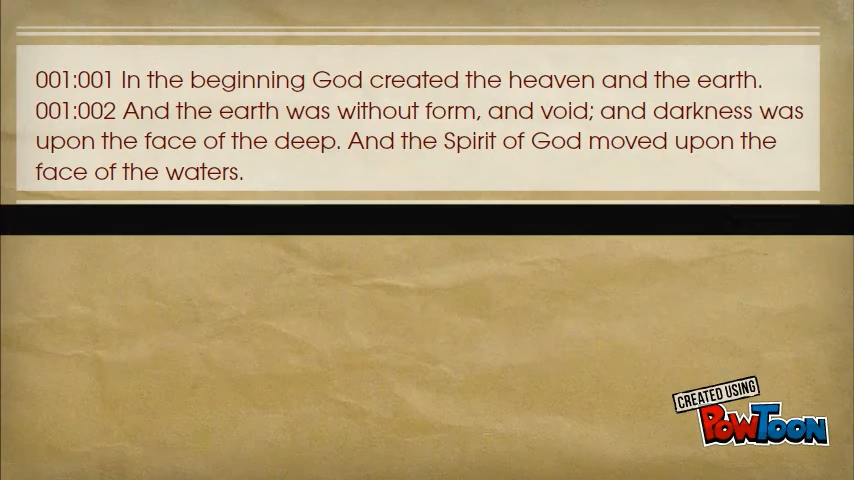 001:001 In the beginning God created the heaven and the earth.
001:002 And the earth was without form, and void; and darkness was
upon the face of the deep. And the Spirit of God moved upon the
face of the waters.
CREATED USING
POWTOON